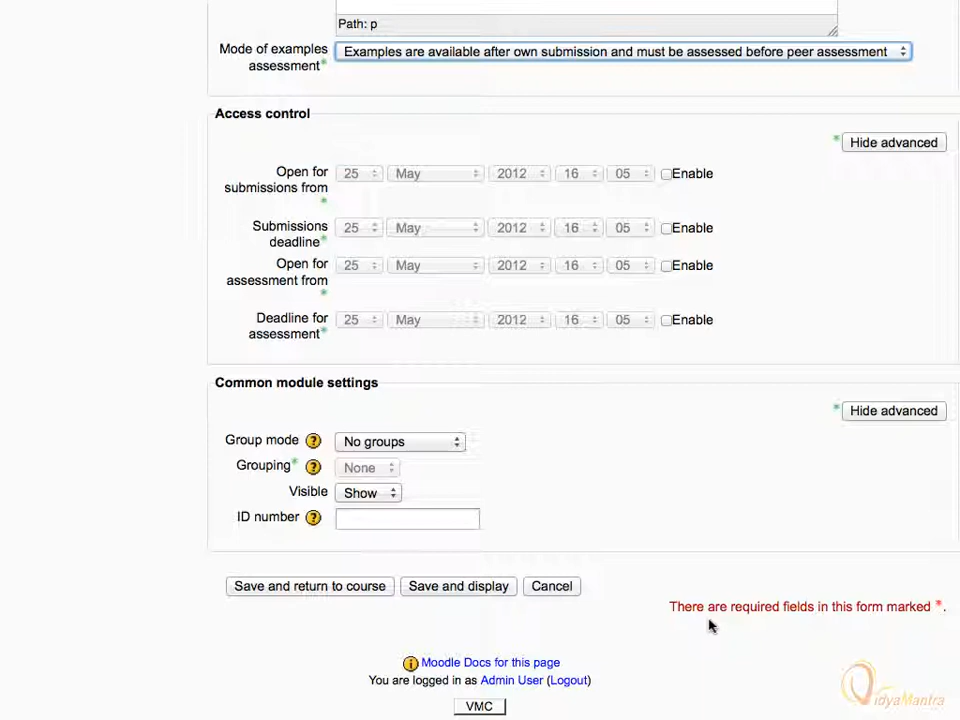 Path: p
Mode of examples assessment* Examples are available after own submission and must be assessed before peer assessment
Access control
* Hide advanced
Open for submissions from * 25 May 2012 16 05 Enable
Submissions deadline* 25 May 2012 16 05 Enable
Open for assessment from * 25 May 2012 16 05 Enable
Deadline for assessment* 25 May 2012 16 05 Enable
Common module settings
* Hide advanced
Group mode ? No groups
Grouping* ? None
Visible Show
ID number ?
Save and return to course Save and display Cancel
There are required fields in this form marked *.
i Moodle Docs for this page
You are logged in as Admin User (Logout)
VidyaMantra
VMC